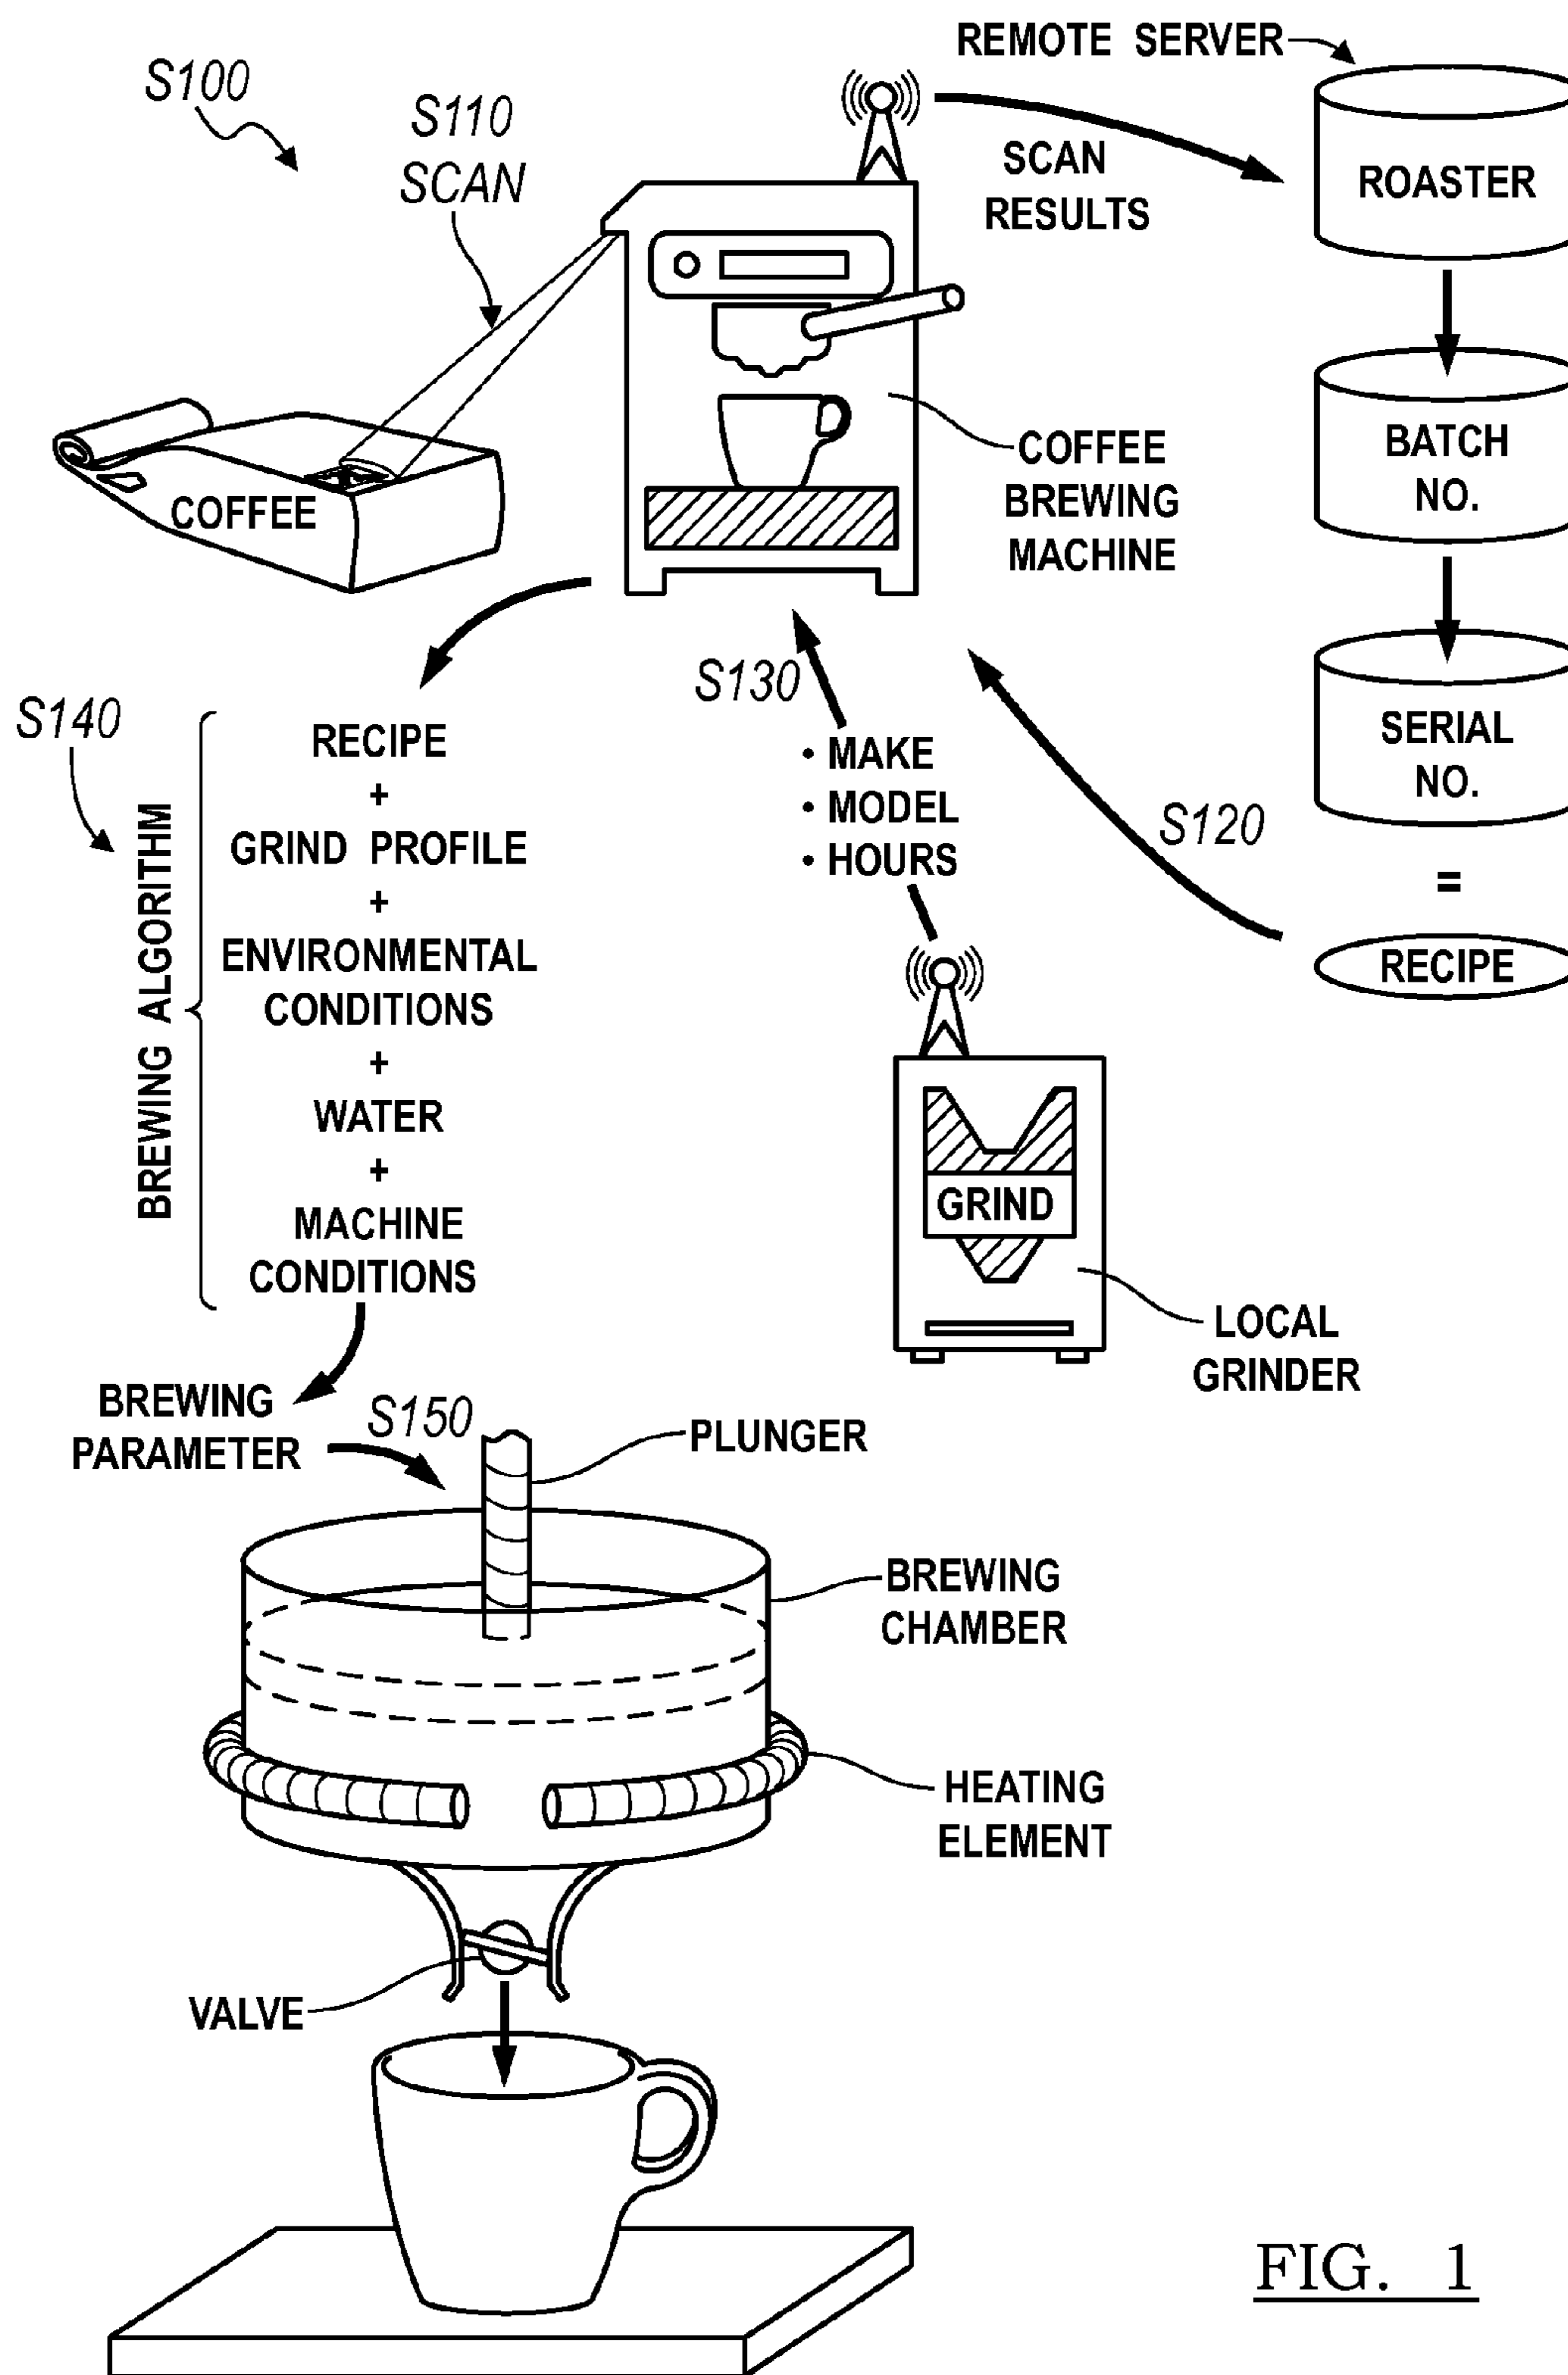 REMOTE SERVER
S100
S110
SCAN
SCAN
RESULTS
ROASTER
COFFEE
COFFEE
BREWING
MACHINE
BATCH
NO.
SERIAL
NO.
=
RECIPE
S120
S130
• MAKE
• MODEL
• HOURS
GRIND
LOCAL
GRINDER
S140
BREWING ALGORITHM
RECIPE
+
GRIND PROFILE
+
ENVIRONMENTAL
CONDITIONS
+
WATER
+
MACHINE
CONDITIONS
BREWING
PARAMETER
S150
PLUNGER
BREWING
CHAMBER
HEATING
ELEMENT
VALVE
FIG. 1